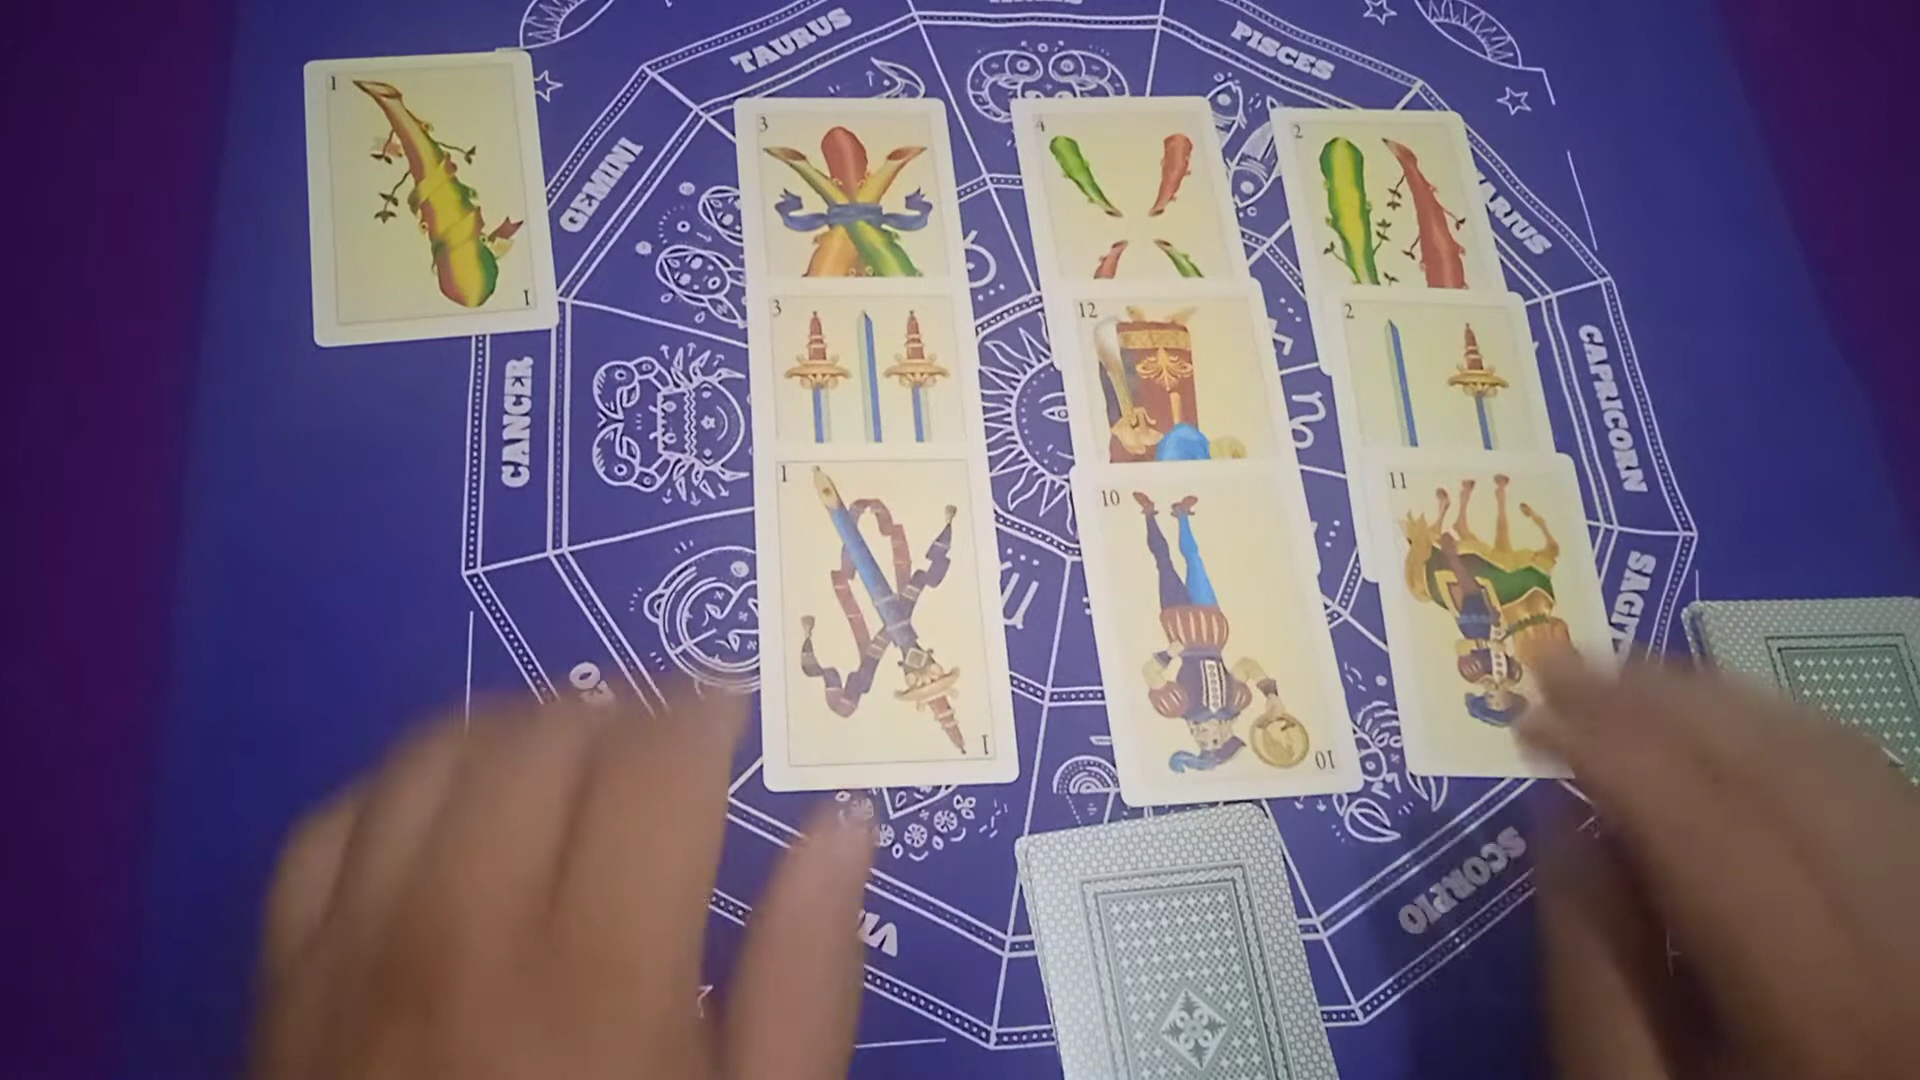 TAURUS
PISCES
GEMINI
CANCER
CAPRICORN
SCORPIO
1
1
3
4
2
3
12
2
1
1
10
10
11